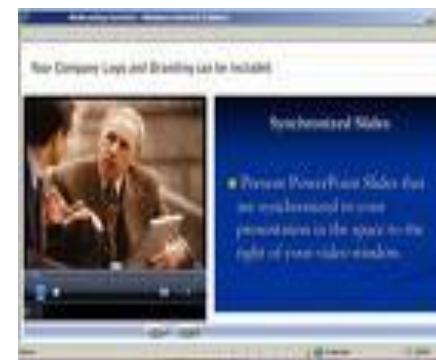 Your Company Logo and Branding can be Included
Synchronized Slides
Present PowerPoint Slides that
are synchronized to your
presentation in the space to the
right of your video window.